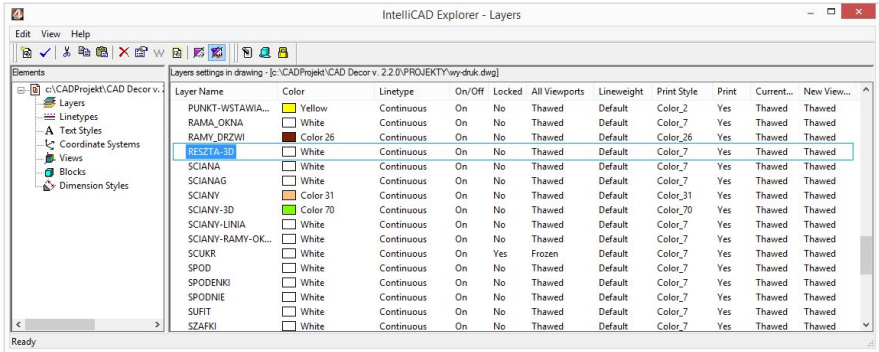 IntelliCAD Explorer - Layers
Edit View Help
Elements
Layers settings in drawing - [c:\CADProjekt\CAD Decor v. 2.2.0\PROJEKTY\wy-druk.dwg]
c:\CADProjekt\CAD Decor v. 2
Layers
Linetypes
A Text Styles
Coordinate Systems
Views
Blocks
Dimension Styles
Layer Name Color Linetype On/Off Locked All Viewports Lineweight Print Style Print Current... New View...
PUNKT-WSTAWIA... Yellow Continuous On No Thawed Default Color_2 Yes Thawed Thawed
RAMA_OKNA White Continuous On No Thawed Default Color_7 Yes Thawed Thawed
RAMY_DRZWI Color 26 Continuous On No Thawed Default Color_26 Yes Thawed Thawed
RESZTA-3D White Continuous On No Thawed Default Color_7 Yes Thawed Thawed
SCIANA White Continuous On No Thawed Default Color_7 Yes Thawed Thawed
SCIANAG White Continuous On No Thawed Default Color_7 Yes Thawed Thawed
SCIANY Color 31 Continuous On No Thawed Default Color_31 Yes Thawed Thawed
SCIANY-3D Color 70 Continuous On No Thawed Default Color_70 Yes Thawed Thawed
SCIANY-LINIA White Continuous On No Thawed Default Color_7 Yes Thawed Thawed
SCIANY-RAMY-OK... White Continuous On No Thawed Default Color_7 Yes Thawed Thawed
SCUKR White Continuous On Yes Frozen Default Color_7 Yes Thawed Thawed
SPOD White Continuous On No Thawed Default Color_7 Yes Thawed Thawed
SPODENKI White Continuous On No Thawed Default Color_7 Yes Thawed Thawed
SPODNIE White Continuous On No Thawed Default Color_7 Yes Thawed Thawed
SUFIT White Continuous On No Thawed Default Color_7 Yes Thawed Thawed
SZAFKI White Continuous On No Thawed Default Color_7 Yes Thawed Thawed
Ready